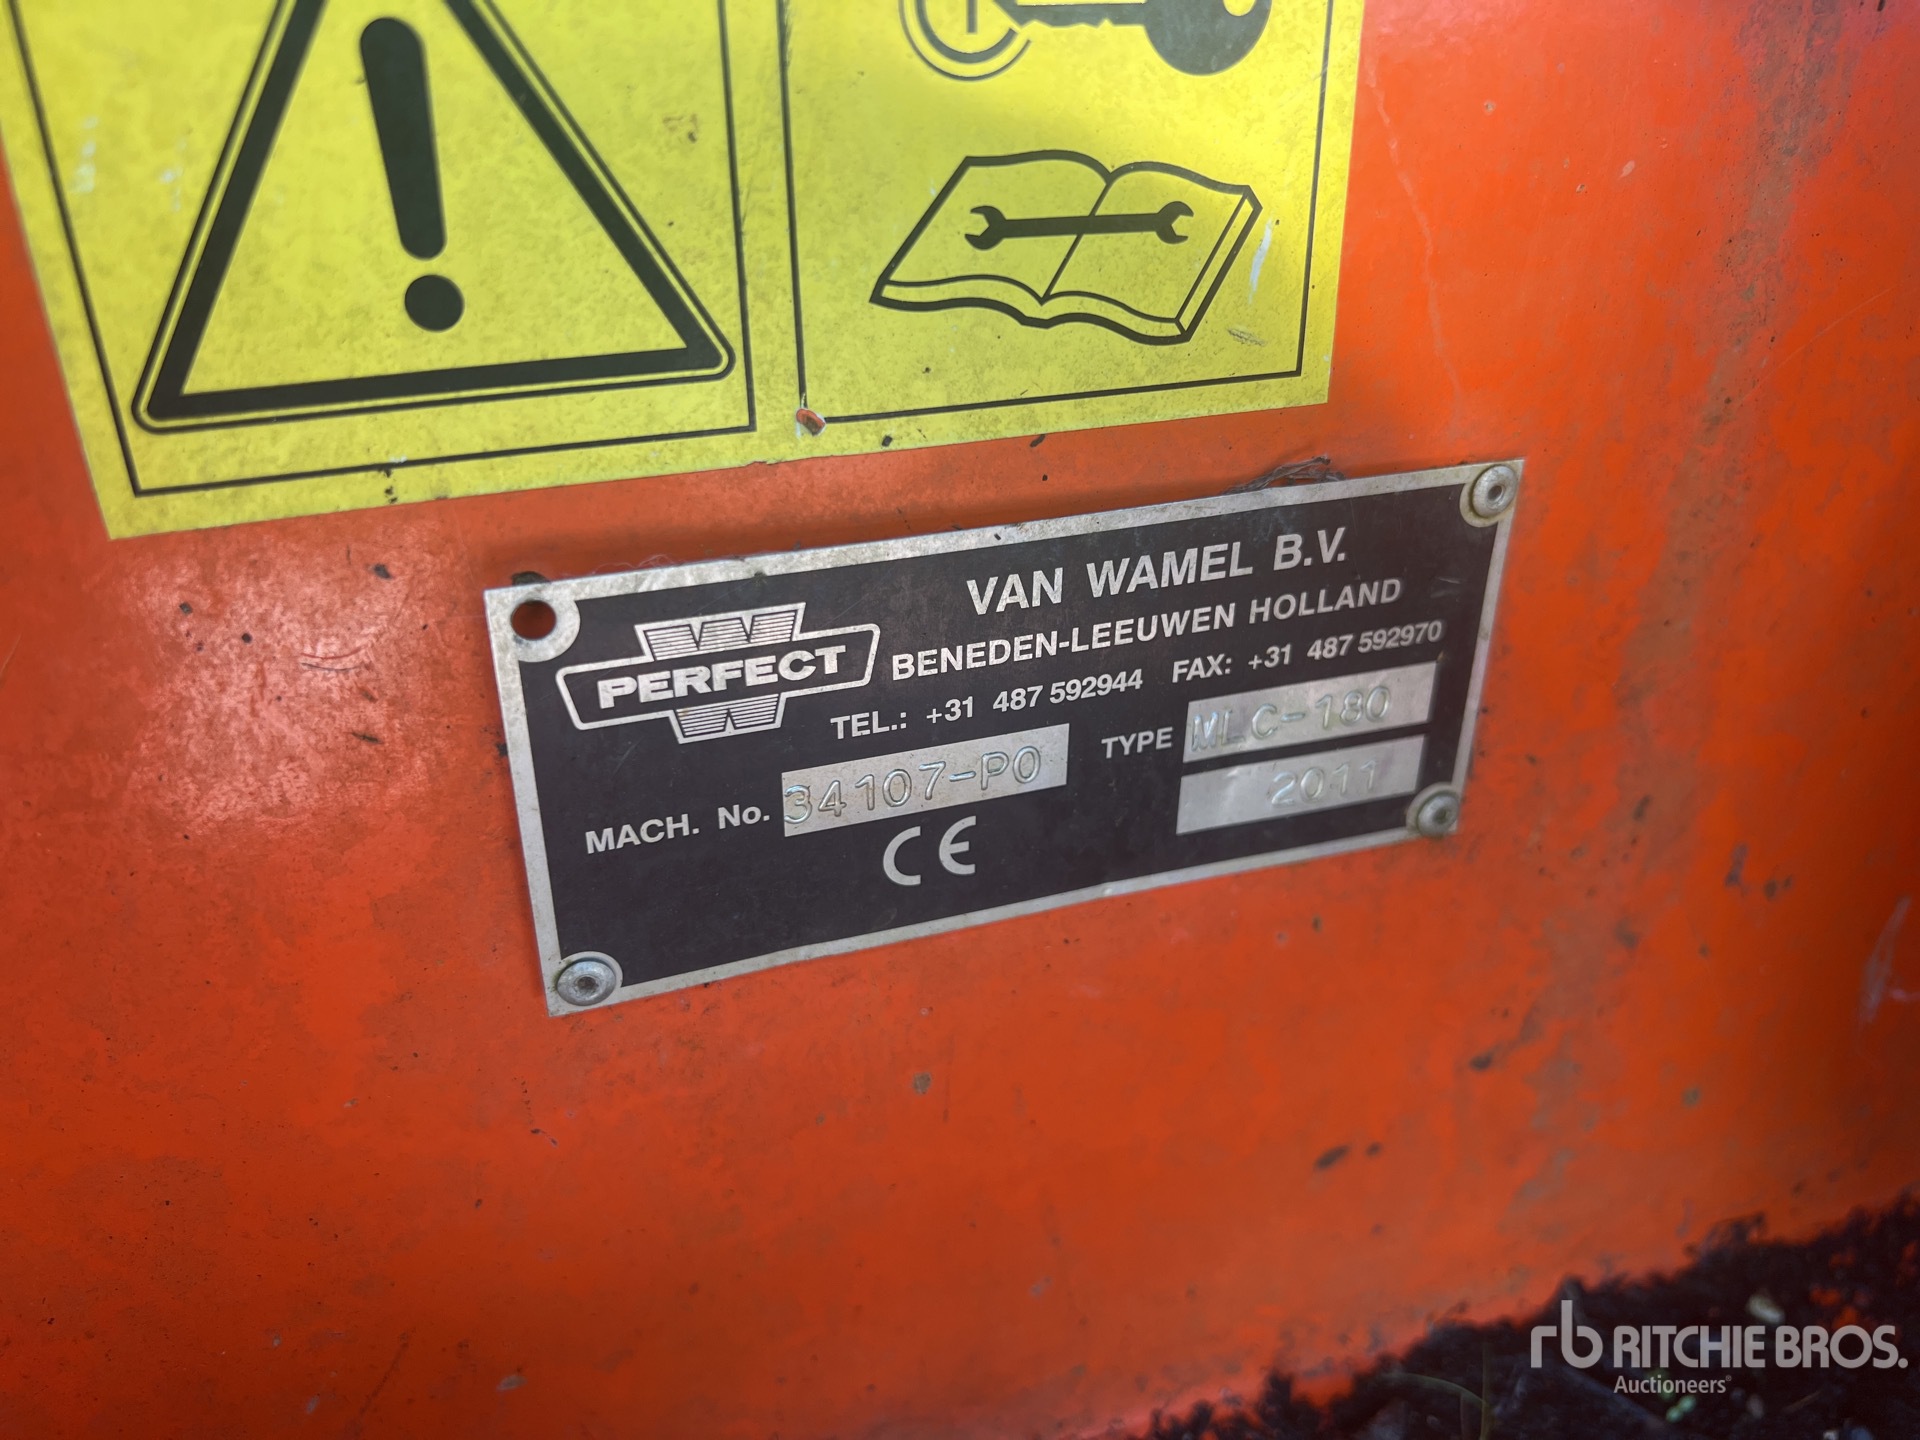 VAN WAMEL B.V.
BENEDEN-LEEUWEN HOLLAND
PERFECT
TEL.: +31 487 592944 FAX: +31 487 592970
MACH. No. 34107-P0 TYPE MLC-180
2011
CE
rb RITCHIE BROS.
Auctioneers